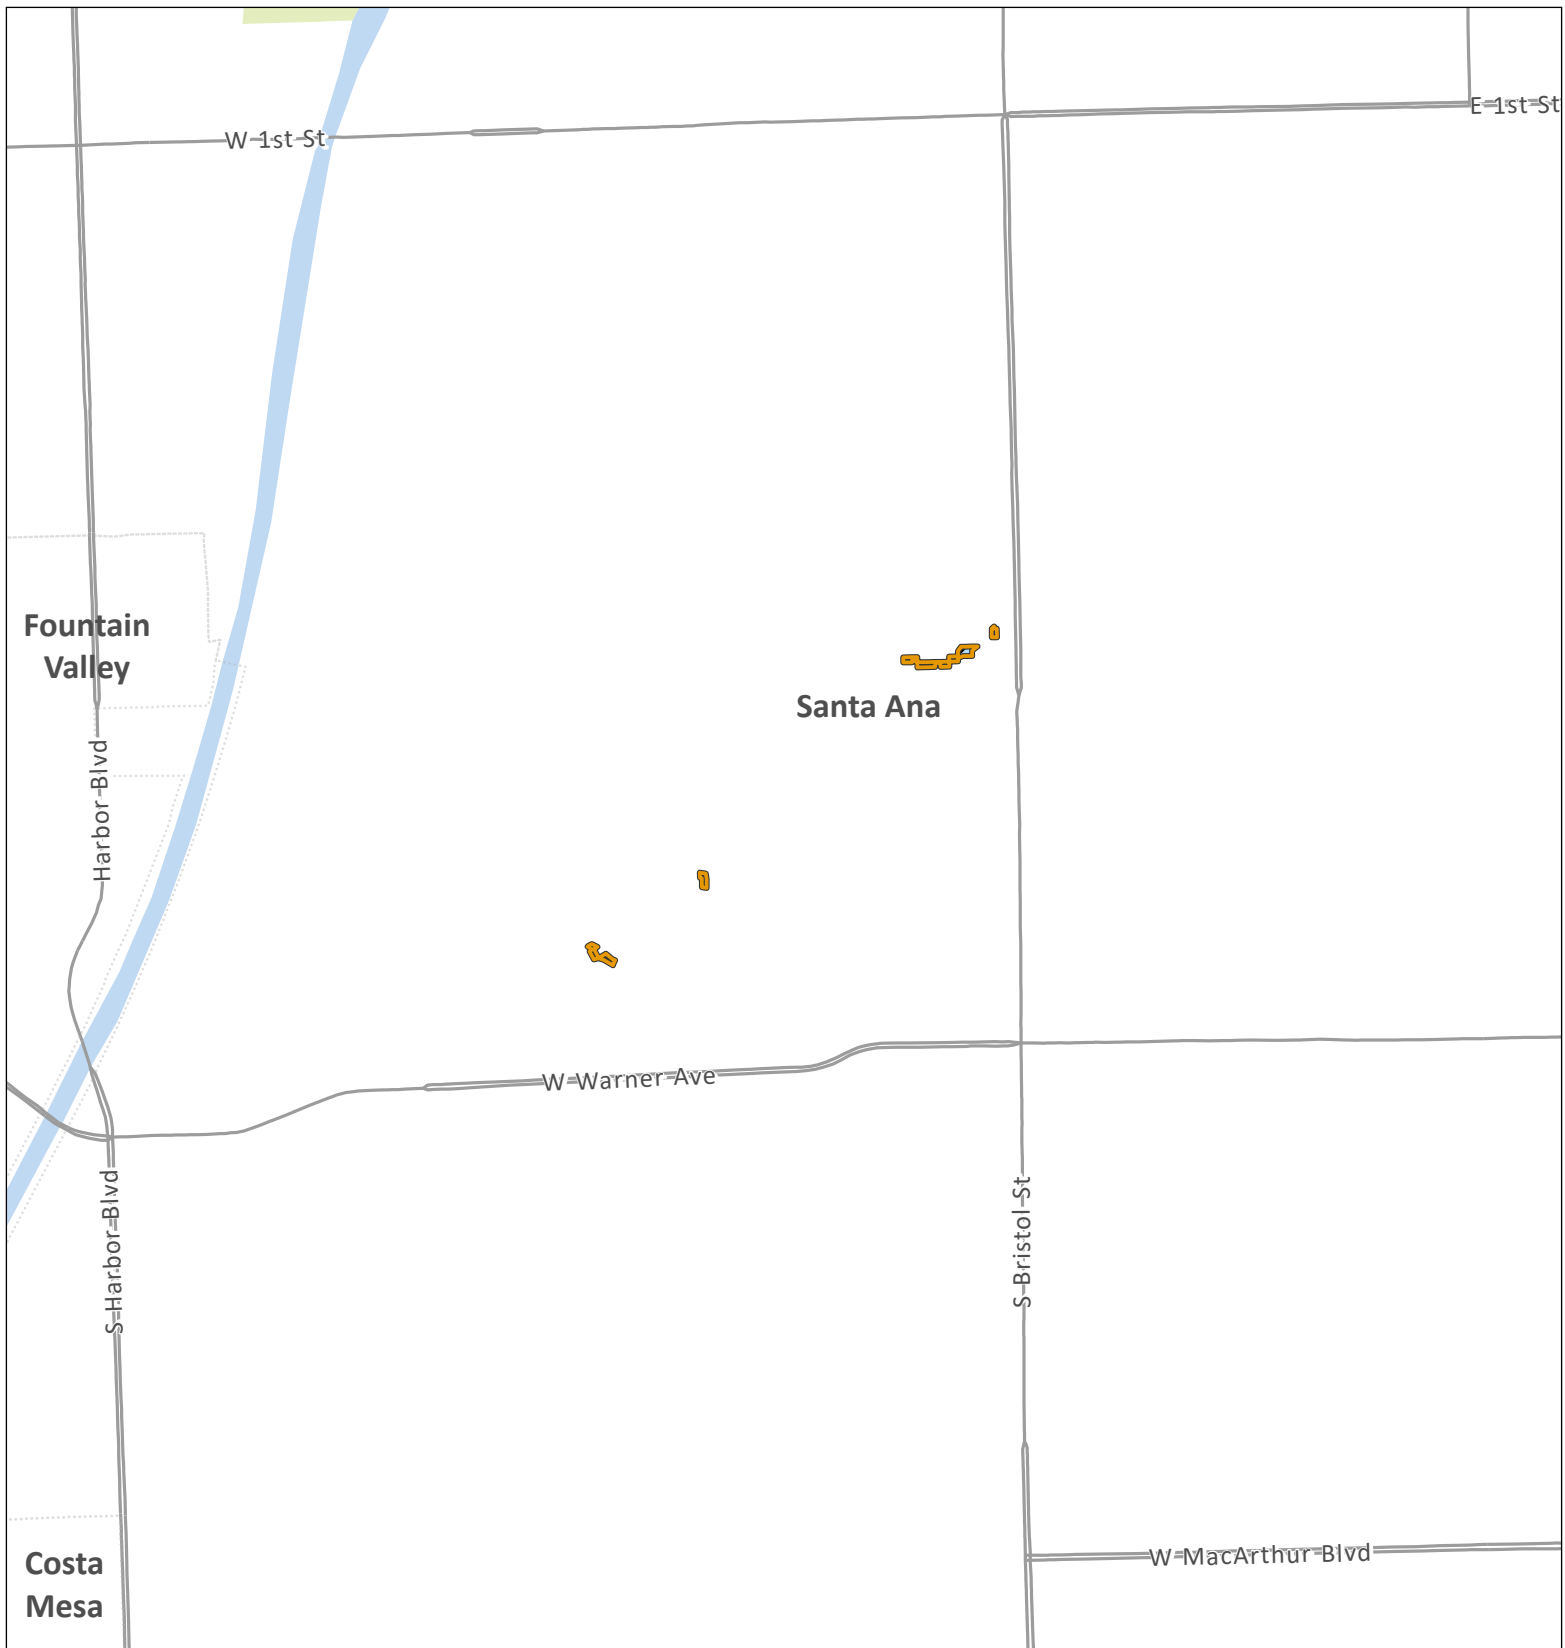 E 1st St
W 1st St
Fountain
Valley
Santa Ana
Harbor Blvd
W Warner Ave
S Harbor Blvd
S Bristol St
W MacArthur Blvd
Costa
Mesa